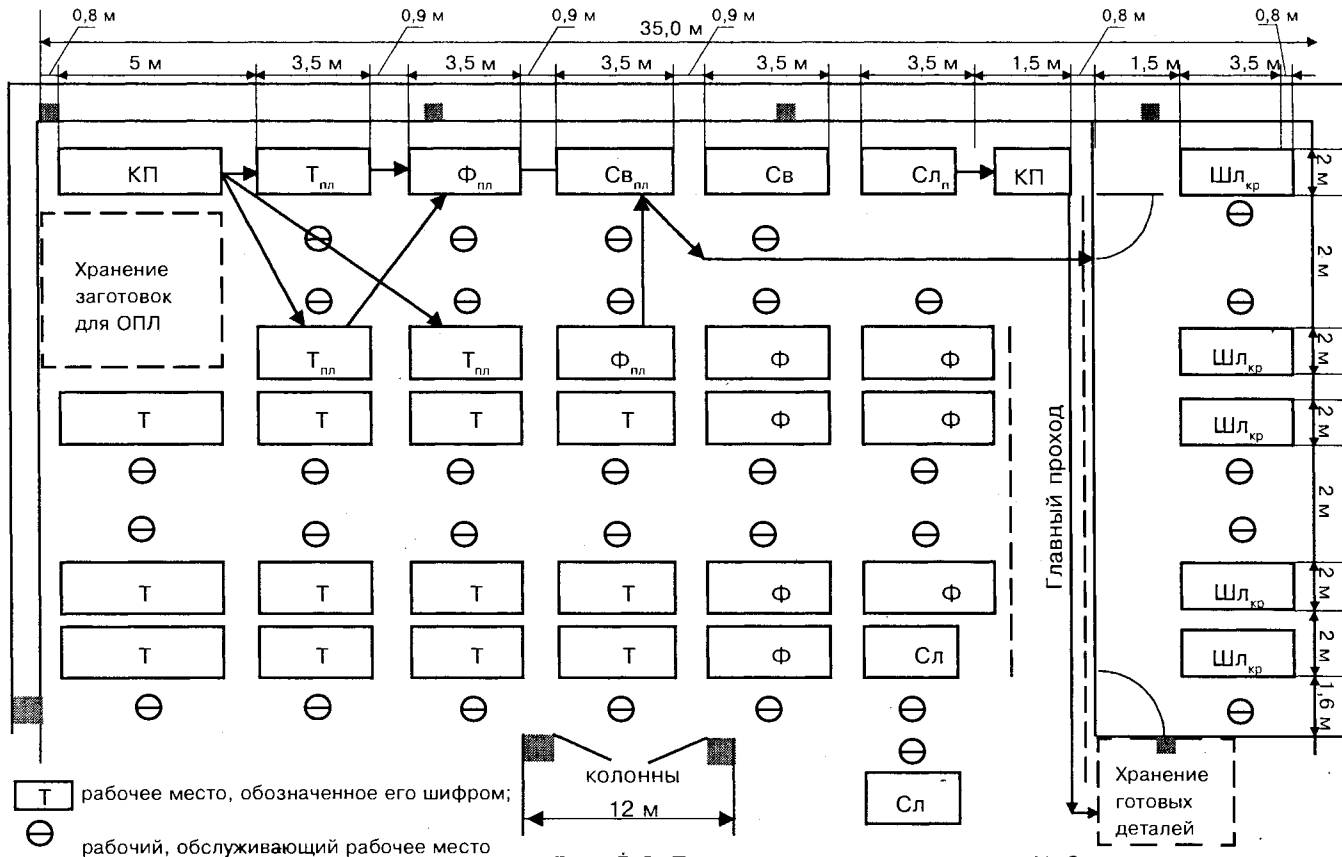 0,8 м 0,9 м 0,9 м 0,9 м 0,8 м 0,8 м
35,0 м
5 м 3,5 м 3,5 м 3,5 м 3,5 м 3,5 м 1,5 м 1,5 м 3,5 м
КП Тпл Фпл Свпл Св Слп КП Шлкр
2 м
Хранение
заготовок
для ОПЛ
2 м
Тпл Тпл Фпл Ф Ф Шлкр
2 м
Т Т Т Т Ф Ф Шлкр
2 м
Главный проход
2 м
Т Т Т Т Ф Ф Шлкр
2 м
Т Т Т Т Ф Сл Шлкр
2 м
1,6 м
колонны
12 м
Сл
Хранение
готовых
деталей
Т рабочее место, обозначенное его шифром;
рабочий, обслуживающий рабочее место